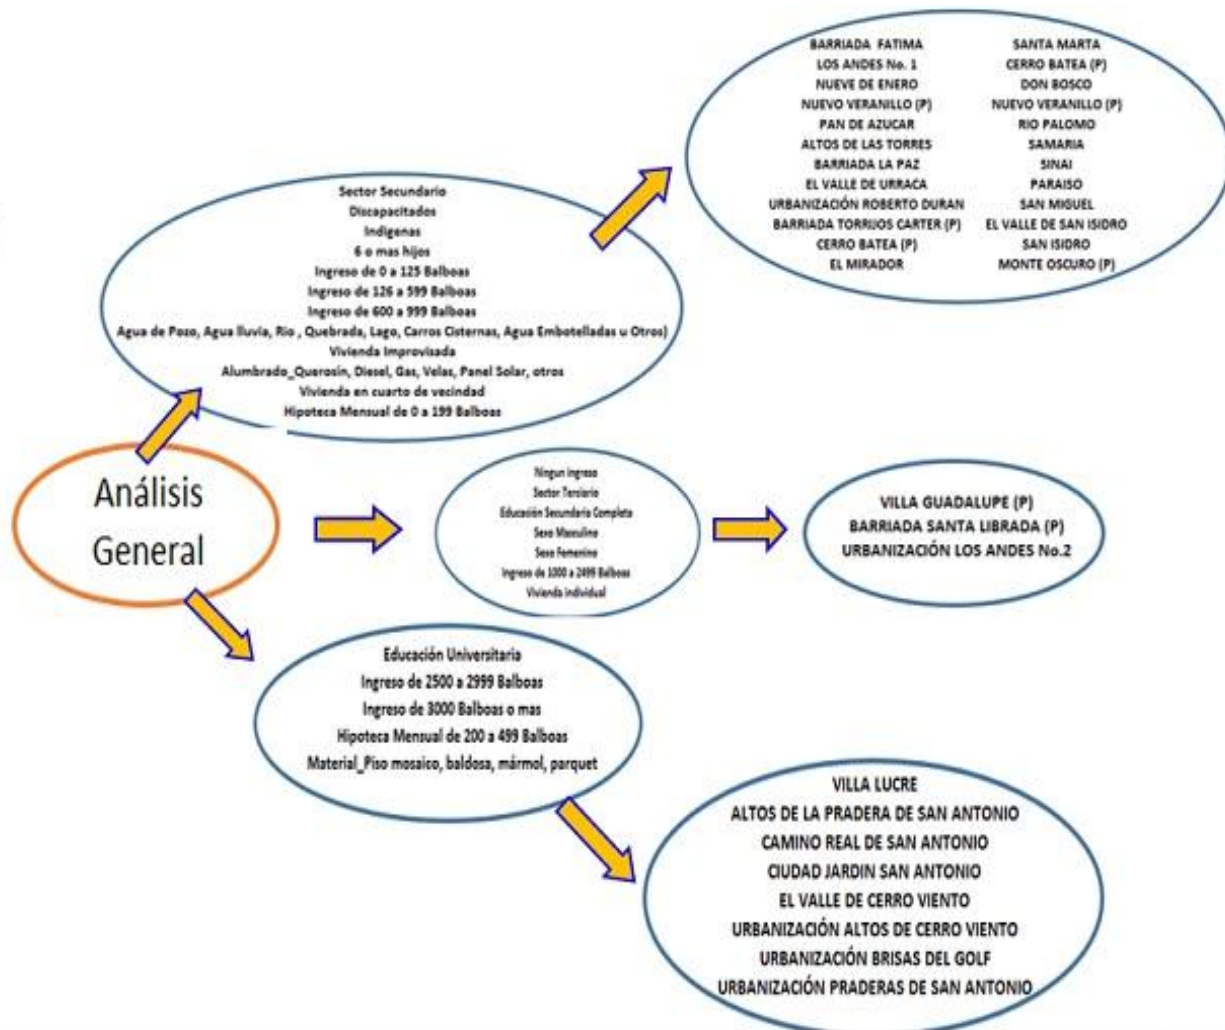 BARRIADA FATIMA SANTA MARTA
LOS ANDES No. 1 CERRO BATEA (P)
NUEVE DE ENERO DON BOSCO
NUEVO VERANILLO (P) NUEVO VERANILLO (P)
PAN DE AZUCAR RIO PALOMO
ALTOS DE LAS TORRES SAMARIA
BARRIADA LA PAZ SINAI
EL VALLE DE URRACA PARAISO
URBANIZACIÓN ROBERTO DURAN SAN MIGUEL
BARRIADA TORRIJOS CARTER (P) EL VALLE DE SAN ISIDRO
CERRO BATEA (P) SAN ISIDRO
EL MIRADOR MONTE OSCURO (P)
Sector Secundario
Discapacitados
Indigenas
6 o mas hijos
Ingreso de 0 a 125 Balboas
Ingreso de 126 a 599 Balboas
Ingreso de 600 a 999 Balboas
Agua de Pozo, Agua lluvia, Rio , Quebrada, Lago, Carros Cisternas, Agua Embotelladas u Otros)
Vivienda Improvisada
Alumbrado_Querosín, Diesel, Gas, Velas, Panel Solar, otros
Vivienda en cuarto de vecindad
Hipoteca Mensual de 0 a 199 Balboas
Análisis
General
Ningun ingreso
Sector Terciario
Educación Secundaria Completa
Sexo Masculino
Sexo Femenino
Ingreso de 1000 a 2499 Balboas
Vivienda individual
VILLA GUADALUPE (P)
BARRIADA SANTA LIBRADA (P)
URBANIZACIÓN LOS ANDES No.2
Educación Universitaria
Ingreso de 2500 a 2999 Balboas
Ingreso de 3000 Balboas o mas
Hipoteca Mensual de 200 a 499 Balboas
Material_Piso mosaico, baldosa, mármol, parquet
VILLA LUCRE
ALTOS DE LA PRADERA DE SAN ANTONIO
CAMINO REAL DE SAN ANTONIO
CIUDAD JARDIN SAN ANTONIO
EL VALLE DE CERRO VIENTO
URBANIZACIÓN ALTOS DE CERRO VIENTO
URBANIZACIÓN BRISAS DEL GOLF
URBANIZACIÓN PRADERAS DE SAN ANTONIO